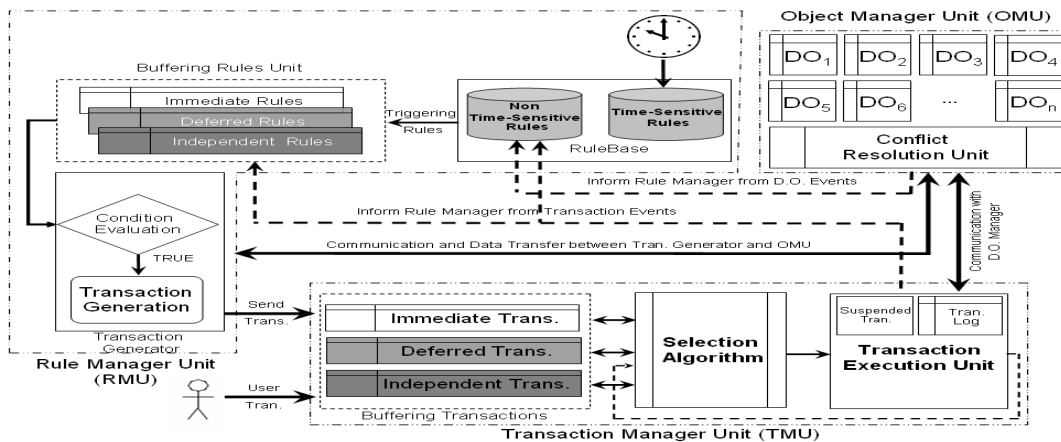 Object Manager Unit (OMU)
DO1
DO2
DO3
DO4
DO5
DO6
...
DOn
Conflict
Resolution Unit
Buffering Rules Unit
Immediate Rules
Deferred Rules
Independent Rules
Triggering
Rules
Non
Time-Sensitive
Rules
Time-Sensitive
Rules
RuleBase
Inform Rule Manager from D.O. Events
Inform Rule Manager from Transaction Events
Communication and Data Transfer between Tran. Generator and OMU
Communication with
D.O. Manager
Condition
Evaluation
TRUE
Transaction
Generation
Transaction
Generator
Rule Manager Unit
(RMU)
Send
Trans.
User
Tran.
Immediate Trans.
Deferred Trans.
Independent Trans.
Buffering Transactions
Selection
Algorithm
Suspended
Tran.
Tran.
Log
Transaction
Execution Unit
Transaction Manager Unit (TMU)